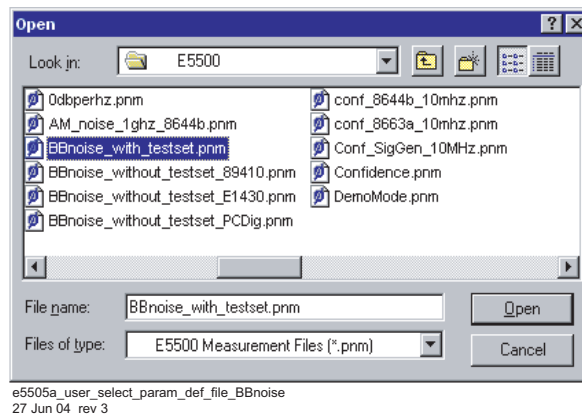 Open
Look in: E5500
0dbperhz.pnm
AM_noise_1ghz_8644b.pnm
BBnoise_with_testset.pnm
BBnoise_without_testset_89410.pnm
BBnoise_without_testset_E1430.pnm
BBnoise_without_testset_PCDig.pnm
conf_8644b_10mhz.pnm
conf_8663a_10mhz.pnm
Conf_SigGen_10MHz.pnm
Confidence.pnm
DemoMode.pnm
File name: BBnoise_with_testset.pnm Open
Files of type: E5500 Measurement Files (*.pnm) Cancel
e5505a_user_select_param_def_file_BBnoise
27 Jun 04 rev 3